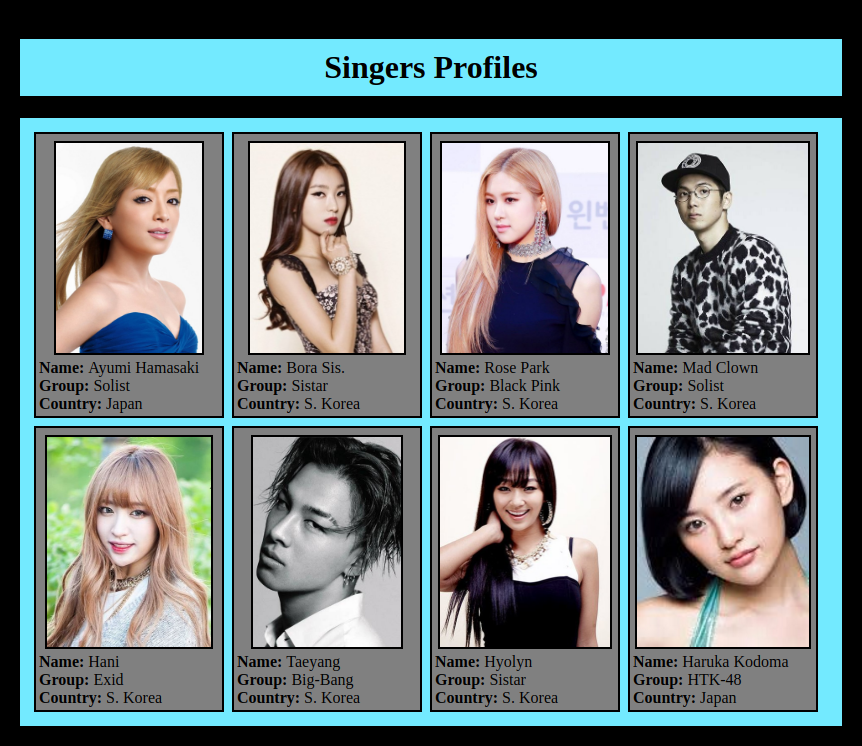 Singers Profiles
Name: Ayumi Hamasaki
Group: Solist
Country: Japan
Name: Bora Sis.
Group: Sistar
Country: S. Korea
윈
Name: Rose Park
Group: Black Pink
Country: S. Korea
Name: Mad Clown
Group: Solist
Country: S. Korea
Name: Hani
Group: Exid
Country: S. Korea
Name: Taeyang
Group: Big-Bang
Country: S. Korea
Name: Hyolyn
Group: Sistar
Country: S. Korea
Name: Haruka Kodoma
Group: HTK-48
Country: Japan